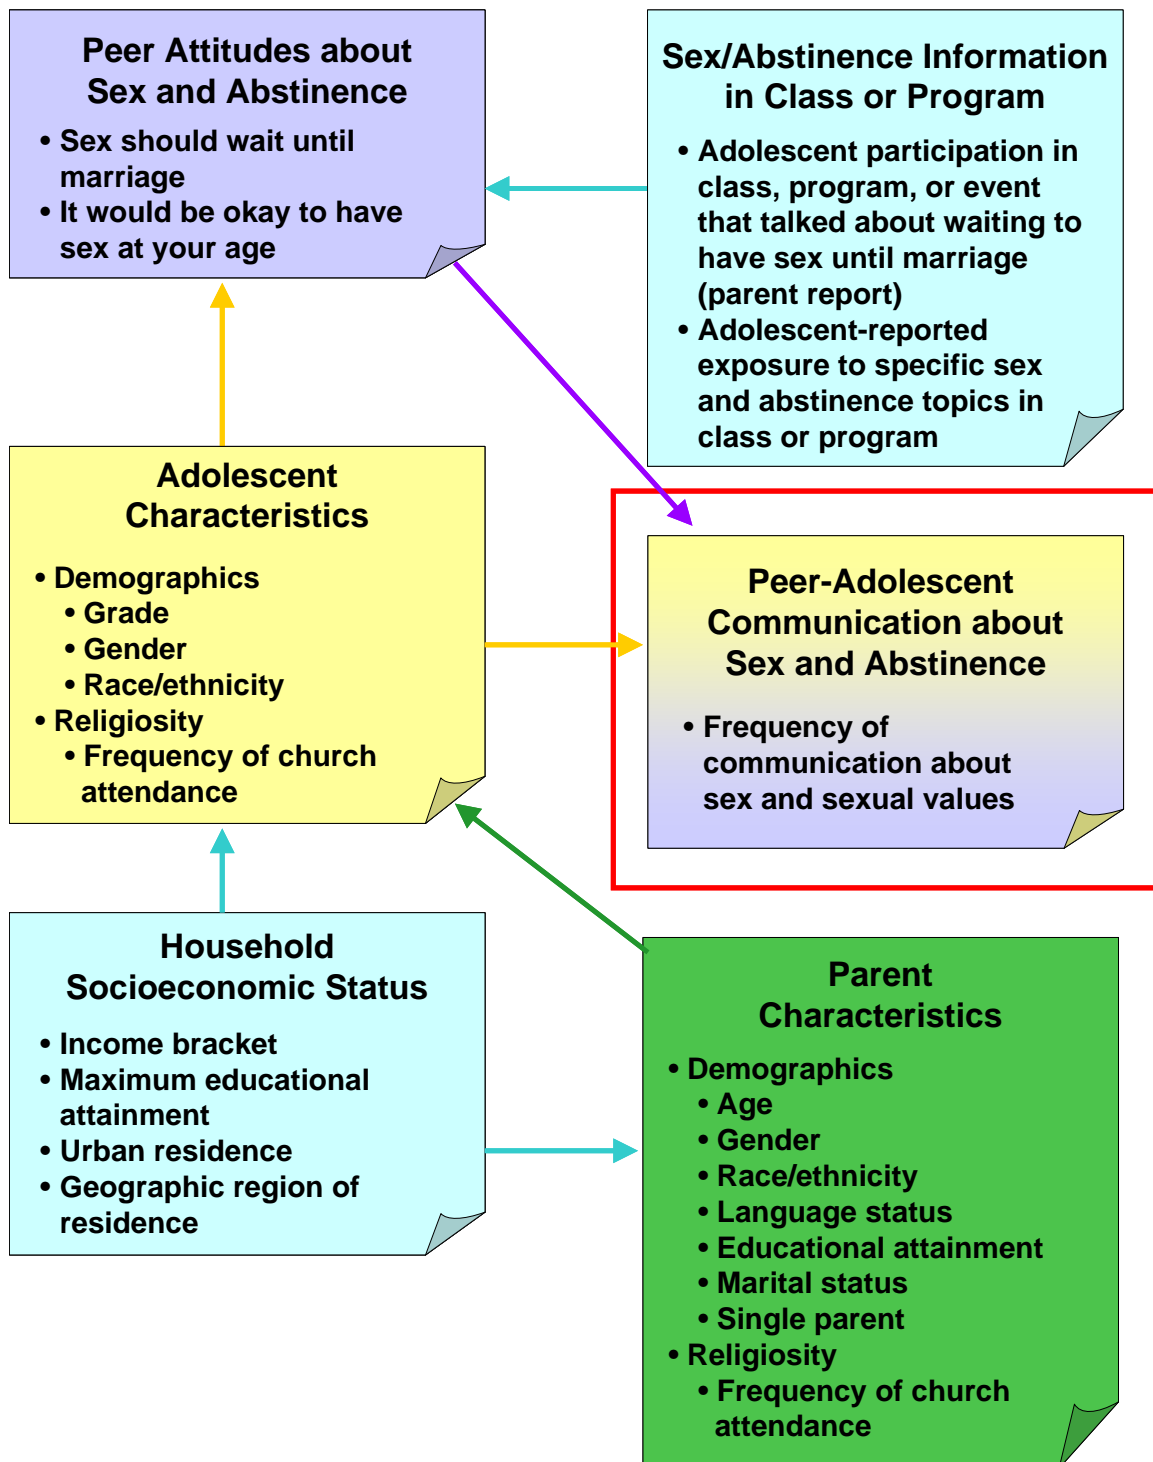 Peer Attitudes about
Sex and Abstinence
• Sex should wait until
marriage
• It would be okay to have
sex at your age
Sex/Abstinence Information
in Class or Program
• Adolescent participation in
class, program, or event
that talked about waiting to
have sex until marriage
(parent report)
• Adolescent-reported
exposure to specific sex
and abstinence topics in
class or program
Adolescent
Characteristics
• Demographics
• Grade
• Gender
• Race/ethnicity
• Religiosity
• Frequency of church
attendance
Peer-Adolescent
Communication about
Sex and Abstinence
• Frequency of
communication about
sex and sexual values
Household
Socioeconomic Status
• Income bracket
• Maximum educational
attainment
• Urban residence
• Geographic region of
residence
Parent
Characteristics
• Demographics
• Age
• Gender
• Race/ethnicity
• Language status
• Educational attainment
• Marital status
• Single parent
• Religiosity
• Frequency of church
attendance